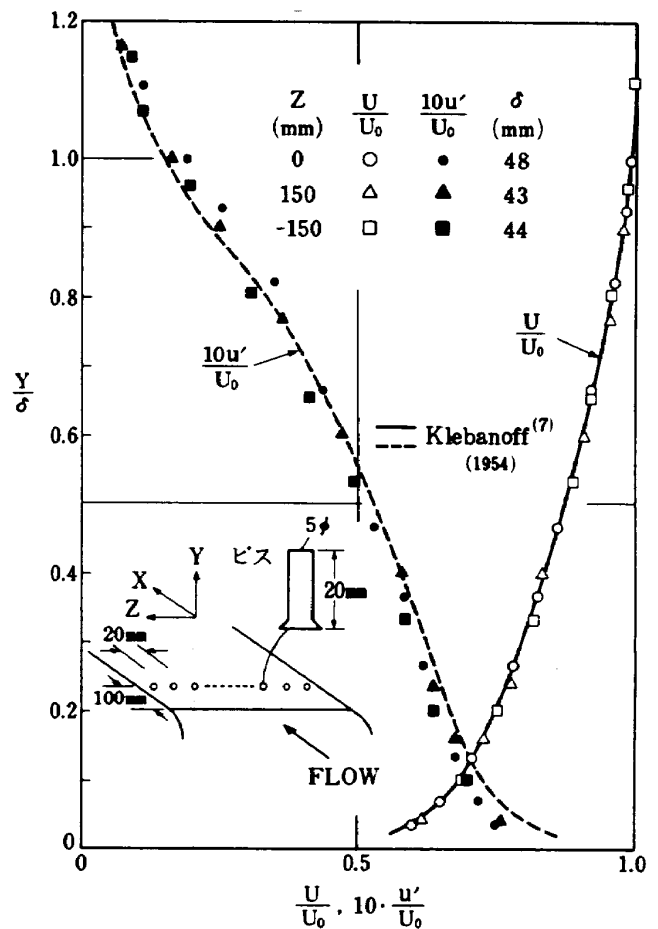 1.2
1.0
0.8
0.6
0.4
0.2
0
Y/δ
Z (mm) U/U₀ 10u′/U₀ δ (mm)
0 ○ ● 48
150 △ ▲ 43
-150 □ ■ 44
10u′/U₀
U/U₀
Klebanoff⁽⁷⁾
(1954)
5φ
ビス
20mm
Y
X
Z
20mm
100mm
FLOW
0 0.5 1.0
U/U₀ , 10・u′/U₀